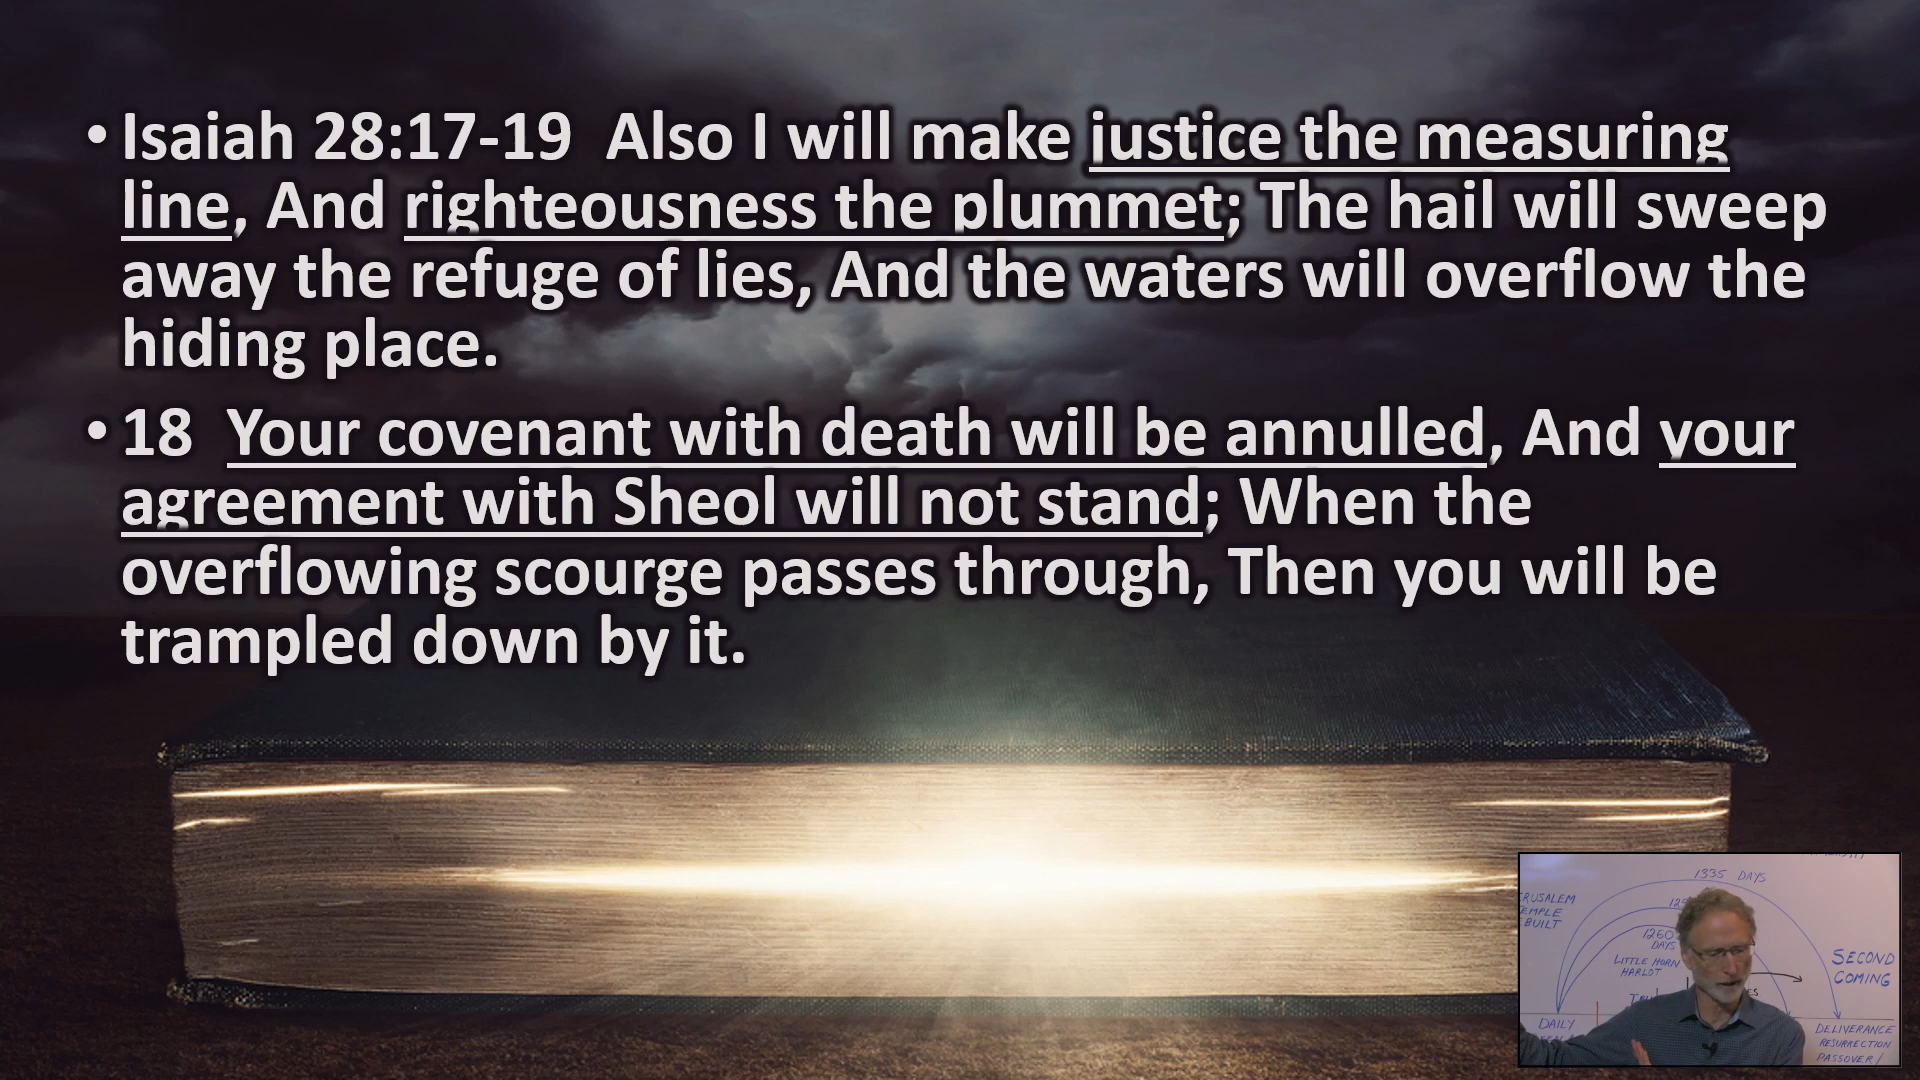 • Isaiah 28:17-19 Also I will make justice the measuring
line, And righteousness the plummet; The hail will sweep
away the refuge of lies, And the waters will overflow the
hiding place.
• 18 Your covenant with death will be annulled, And your
agreement with Sheol will not stand; When the
overflowing scourge passes through, Then you will be
trampled down by it.
1335 DAYS
1260
DAYS
LITTLE HORN
HARLOT
SECOND
COMING
DAILY
DELIVERANCE
RESURRECTION
PASSOVER/